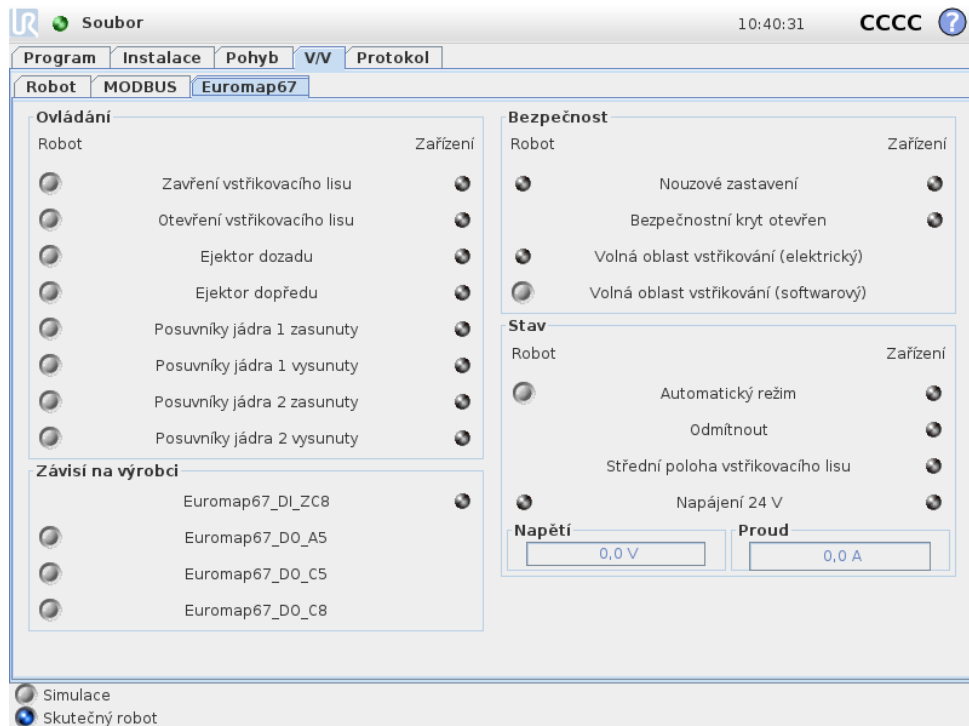 UR Soubor 10:40:31 CCCC ?
Program Instalace Pohyb V/V Protokol
Robot MODBUS Euromap67
Ovládání
Robot Zařízení
Zavření vstřikovacího lisu
Otevření vstřikovacího lisu
Ejektor dozadu
Ejektor dopředu
Posuvníky jádra 1 zasunuty
Posuvníky jádra 1 vysunuty
Posuvníky jádra 2 zasunuty
Posuvníky jádra 2 vysunuty
Závisí na výrobci
Euromap67_DI_ZC8
Euromap67_DO_A5
Euromap67_DO_C5
Euromap67_DO_C8
Bezpečnost
Robot Zařízení
Nouzové zastavení
Bezpečnostní kryt otevřen
Volná oblast vstřikování (elektrický)
Volná oblast vstřikování (softwarový)
Stav
Robot Zařízení
Automatický režim
Odmítnout
Střední poloha vstřikovacího lisu
Napájení 24 V
Napětí
0,0 V
Proud
0,0 A
Simulace
Skutečný robot